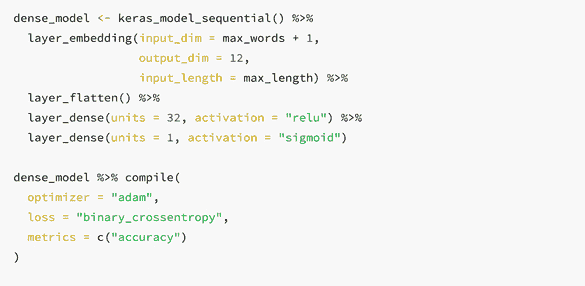 dense_model <- keras_model_sequential() %>%
  layer_embedding(input_dim = max_words + 1,
                  output_dim = 12,
                  input_length = max_length) %>%
  layer_flatten() %>%
  layer_dense(units = 32, activation = "relu") %>%
  layer_dense(units = 1, activation = "sigmoid")

dense_model %>% compile(
  optimizer = "adam",
  loss = "binary_crossentropy",
  metrics = c("accuracy")
)